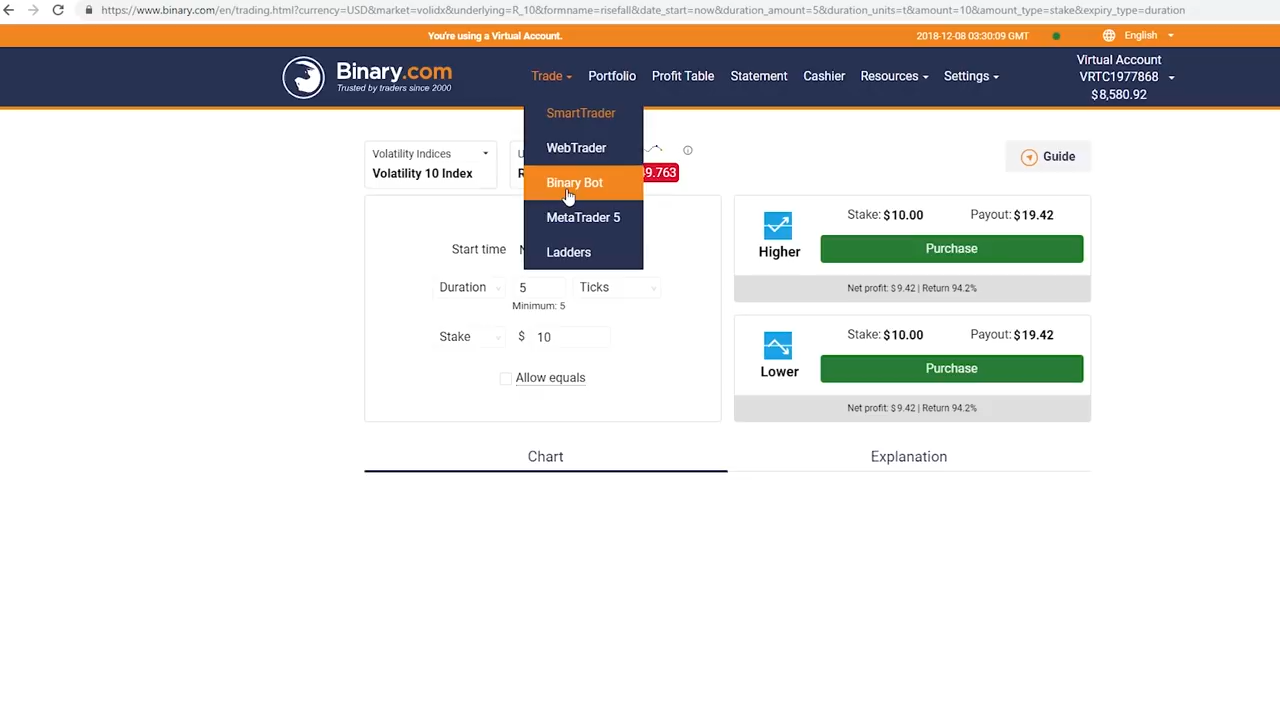 https://www.binary.com/en/trading.html?currency=USD&market=volidx&underlying=R_10&formname=risefall&date_start=now&duration_amount=5&duration_units=t&amount=10&amount_type=stake&expiry_type=duration
You're using a Virtual Account.
2018-12-08 03:30:09 GMT
English
Binary.com
Trusted by traders since 2000
Trade
Portfolio
Profit Table
Statement
Cashier
Resources
Settings
Virtual Account
VRTC1977868
$8,580.92
SmartTrader
WebTrader
Binary Bot
MetaTrader 5
Ladders
Volatility Indices
Volatility 10 Index
9.763
Guide
Start time
Duration
5
Ticks
Minimum: 5
Stake
$
10
Allow equals
Higher
Stake: $10.00
Payout: $19.42
Purchase
Net profit: $9.42 | Return 94.2%
Lower
Stake: $10.00
Payout: $19.42
Purchase
Net profit: $9.42 | Return 94.2%
Chart
Explanation